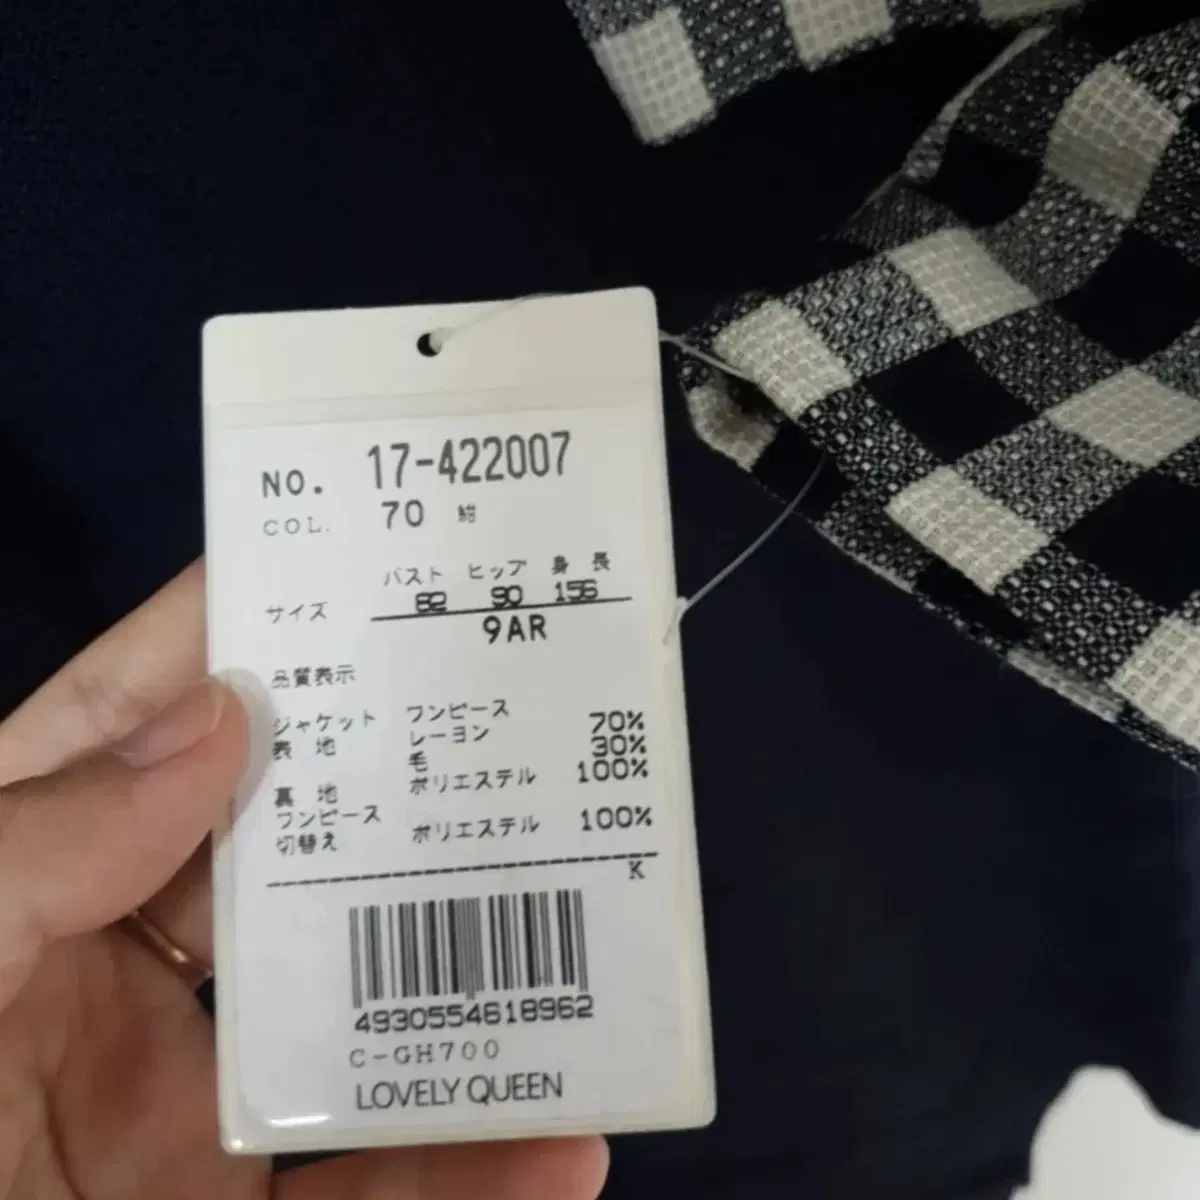 NO. 17-422007
COL. 70 紺
バスト ヒップ 身長
サイズ 82 90 156
9AR
品質表示
ジャケット ワンピース
表地 レーヨン 70%
毛 30%
裏地 ポリエステル 100%
ワンピース
切替え ポリエステル 100%
K
4930554618962
C-GH700
LOVELY QUEEN